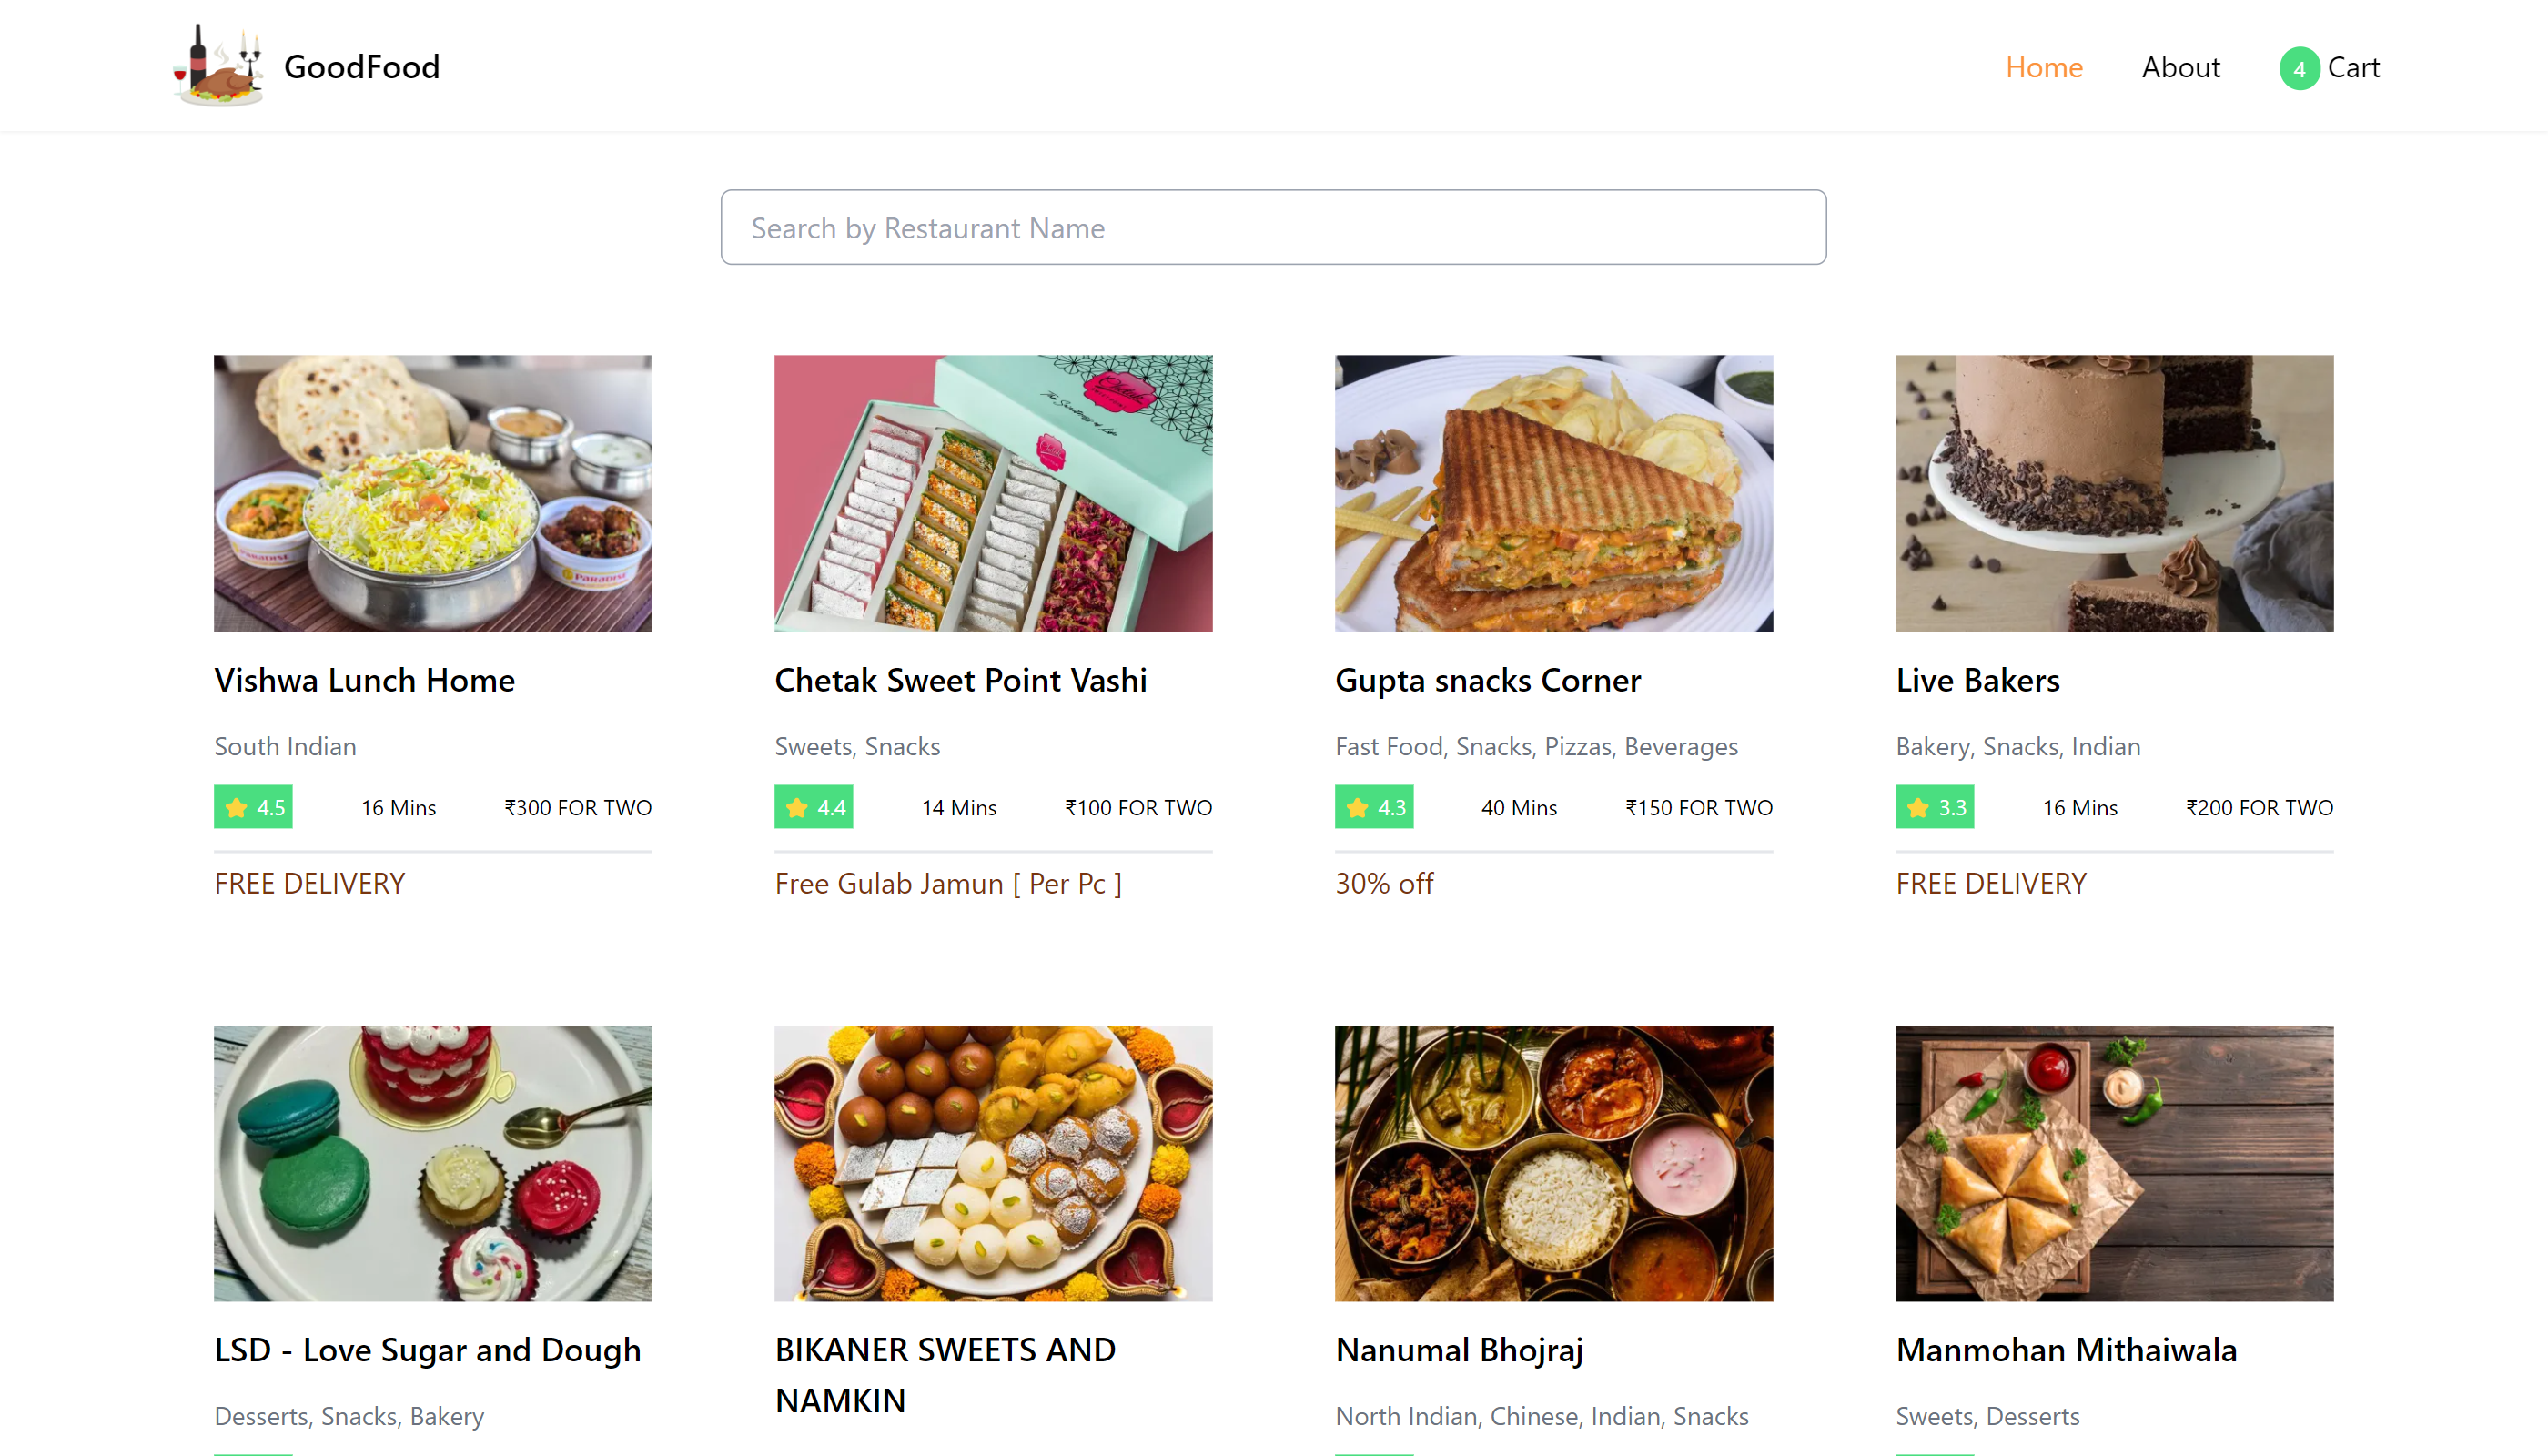 GoodFood
Home
About
4 Cart
Search by Restaurant Name
PARADISE
PARADISE
Chetak
Vishwa Lunch Home
South Indian
4.5
16 Mins
₹300 FOR TWO
FREE DELIVERY
Chetak Sweet Point Vashi
Sweets, Snacks
4.4
14 Mins
₹100 FOR TWO
Free Gulab Jamun [ Per Pc ]
Gupta snacks Corner
Fast Food, Snacks, Pizzas, Beverages
4.3
40 Mins
₹150 FOR TWO
30% off
Live Bakers
Bakery, Snacks, Indian
3.3
16 Mins
₹200 FOR TWO
FREE DELIVERY
LSD - Love Sugar and Dough
Desserts, Snacks, Bakery
BIKANER SWEETS AND
NAMKIN
Nanumal Bhojraj
North Indian, Chinese, Indian, Snacks
Manmohan Mithaiwala
Sweets, Desserts